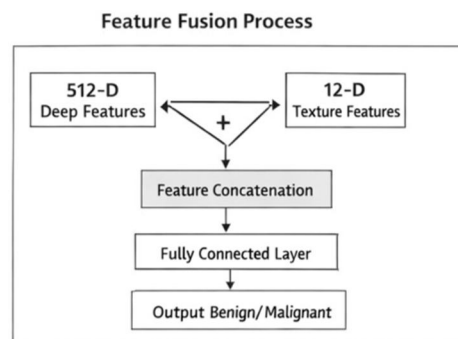 Feature Fusion Process
512-D
Deep Features
12-D
Texture Features
+
Feature Concatenation
Fully Connected Layer
Output Benign/Malignant